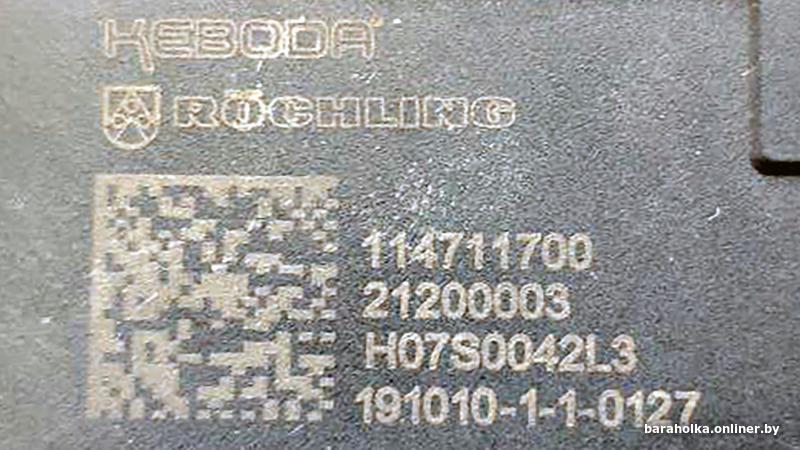 KEBODA
RÖCHLING
114711700
21200003
H07S0042L3
191010-1-1-0127
baraholka.onliner.by